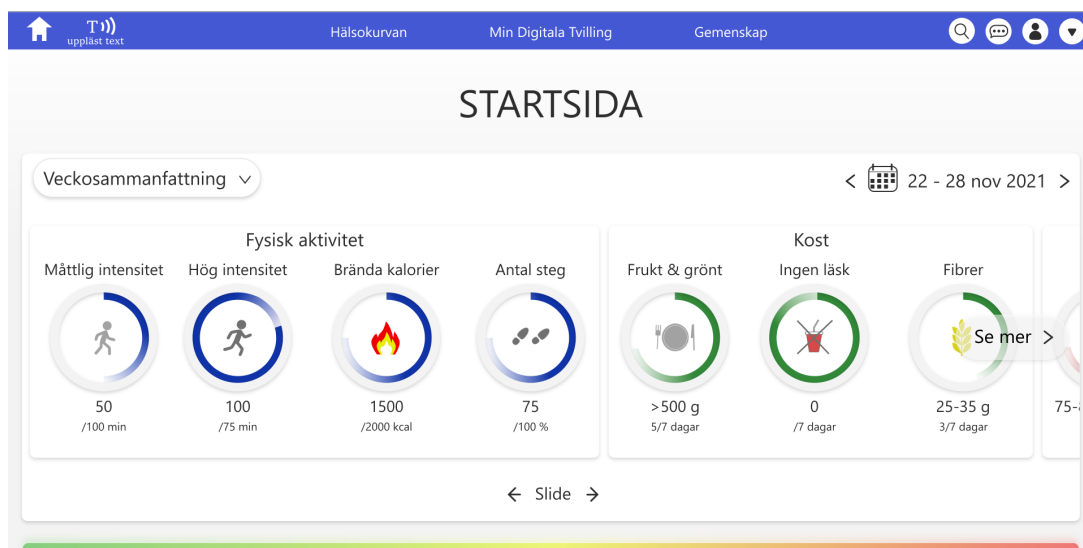 T
uppläst text
Hälsokurvan
Min Digitala Tvilling
Gemenskap
STARTSIDA
Veckosammanfattning
22 - 28 nov 2021
Fysisk aktivitet
Måttlig intensitet
Hög intensitet
Brända kalorier
Antal steg
50
/100 min
100
/75 min
1500
/2000 kcal
75
/100 %
Kost
Frukt & grönt
Ingen läsk
Fibrer
>500 g
5/7 dagar
0
/7 dagar
25-35 g
3/7 dagar
Se mer >
← Slide →